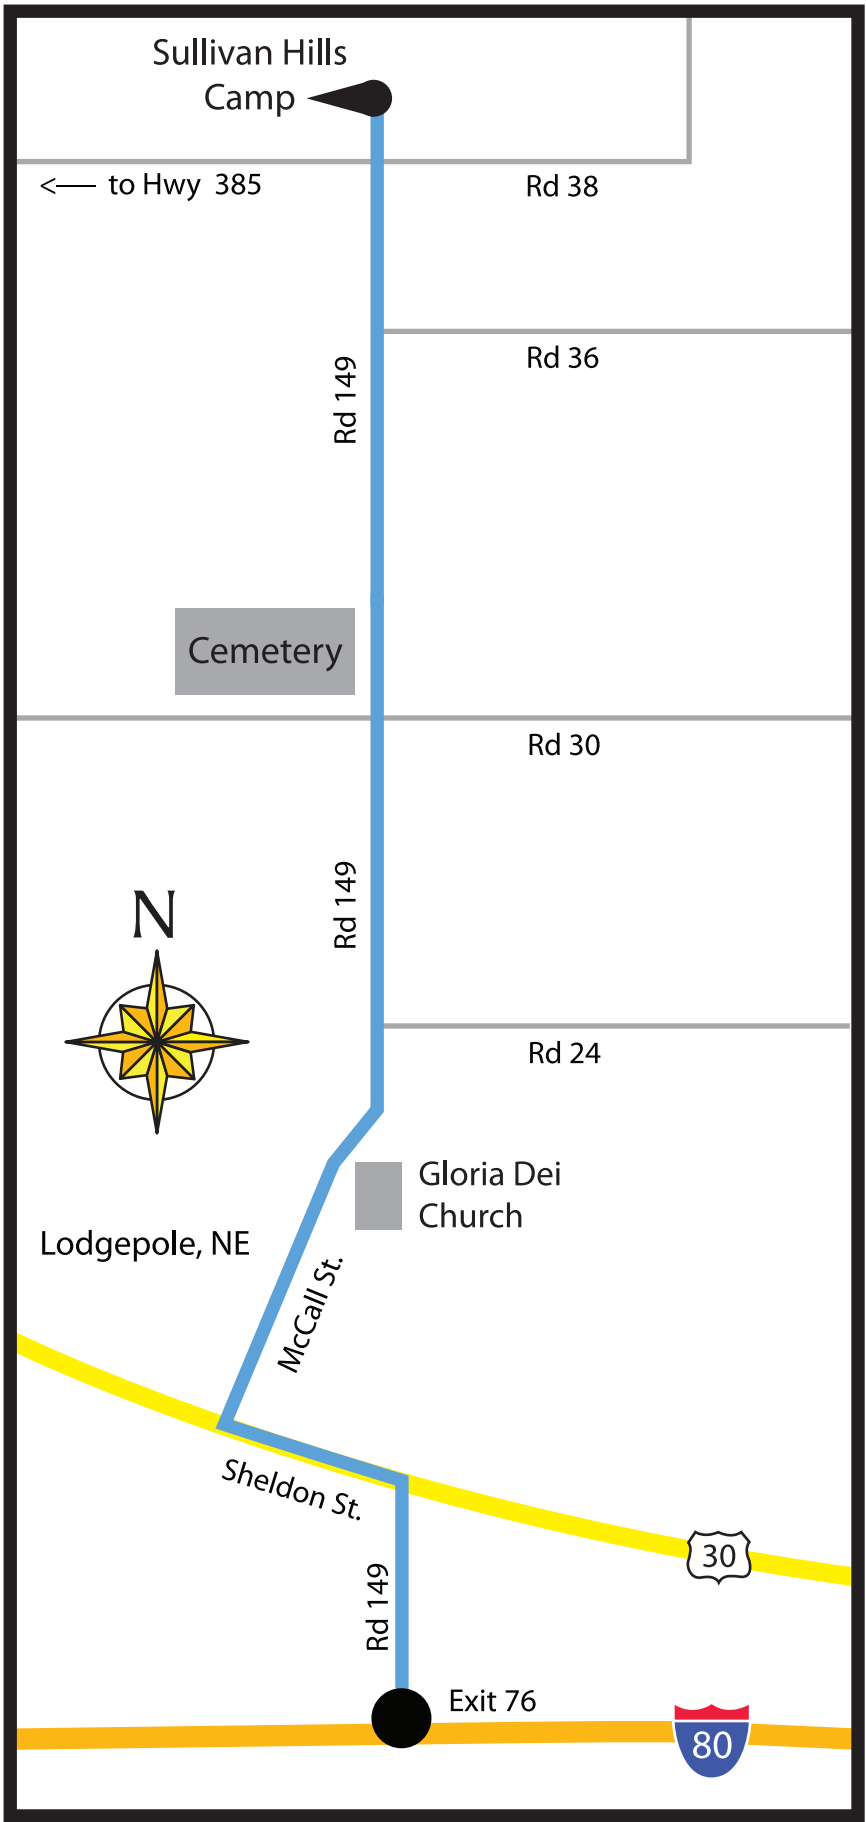 Sullivan Hills
Camp
<— to Hwy 385
Rd 38
Rd 36
Rd 149
Cemetery
Rd 30
Rd 149
N
Rd 24
Gloria Dei
Church
Lodgepole, NE
McCall St.
Sheldon St.
30
Rd 149
Exit 76
80